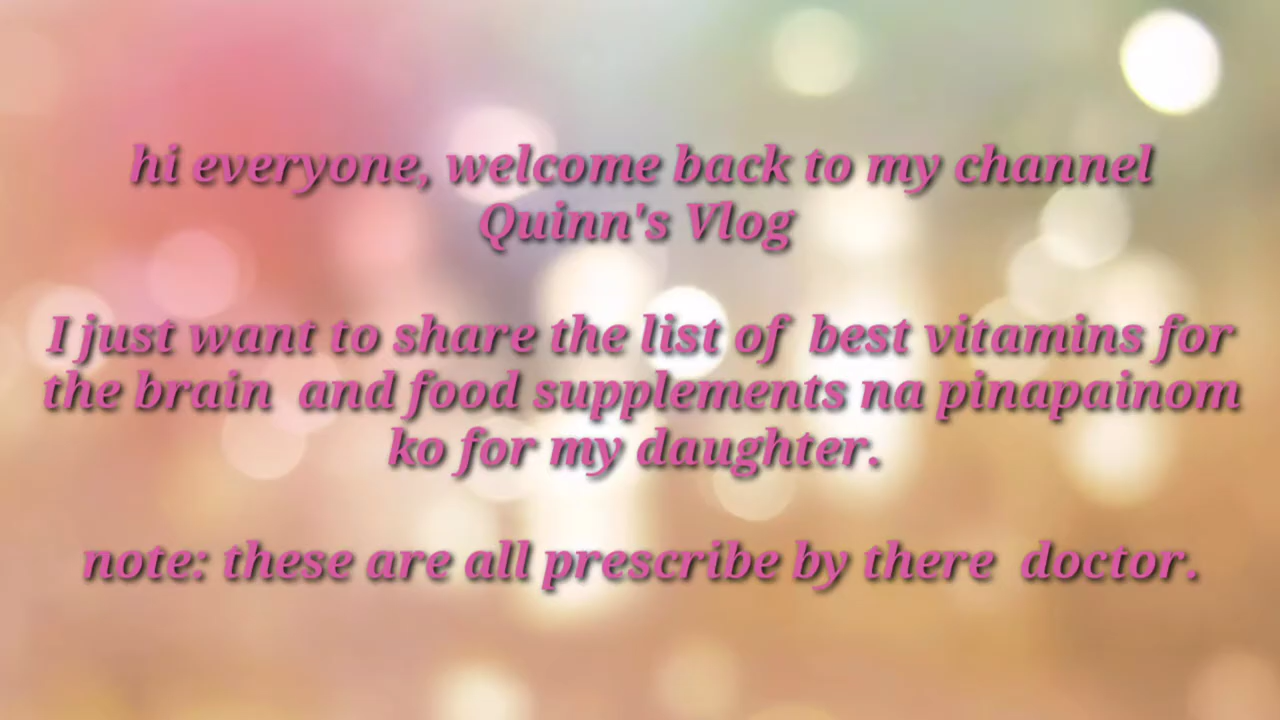 hi everyone, welcome back to my channel
Quinn's Vlog
I just want to share the list of best vitamins for
the brain and food supplements na pinapainom
ko for my daughter.
note: these are all prescribe by there doctor.